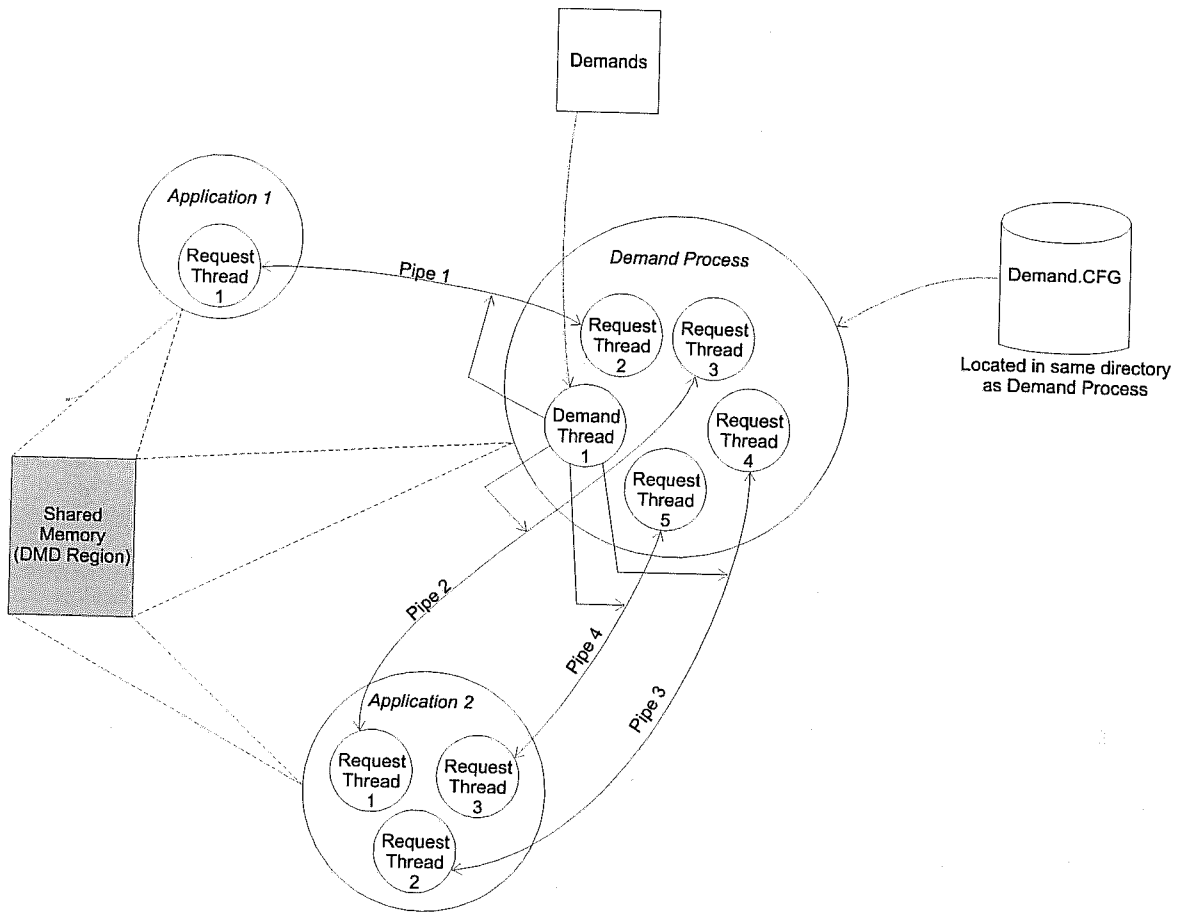 Demands
Application 1
Request
Thread
1
Pipe 1
Demand Process
Request
Thread
2
Request
Thread
3
Demand.CFG
Located in same directory
as Demand Process
Demand
Thread
1
Request
Thread
4
Request
Thread
5
Shared
Memory
(DMD Region)
Pipe 2
Pipe 4
Pipe 3
Application 2
Request
Thread
1
Request
Thread
3
Request
Thread
2